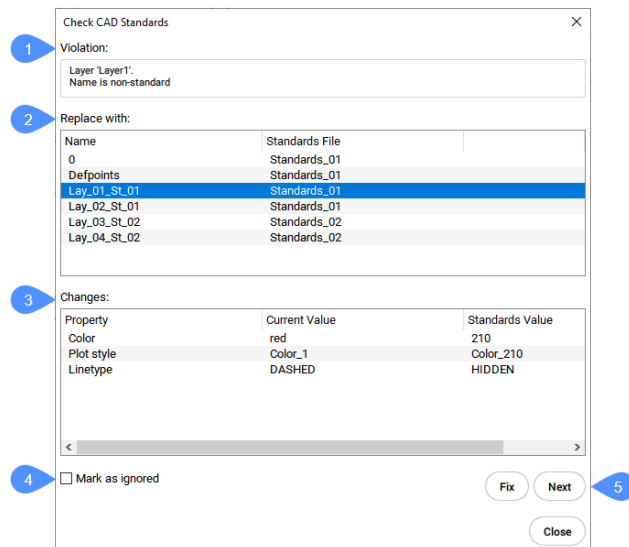 Check CAD Standards
1 Violation:
Layer 'Layer1'.
Name is non-standard
2 Replace with:
Name Standards File
0 Standards_01
Defpoints Standards_01
Lay_01_St_01 Standards_01
Lay_02_St_01 Standards_01
Lay_03_St_02 Standards_02
Lay_04_St_02 Standards_02
3 Changes:
Property Current Value Standards Value
Color red 210
Plot style Color_1 Color_210
Linetype DASHED HIDDEN
4 Mark as ignored
Fix Next 5
Close